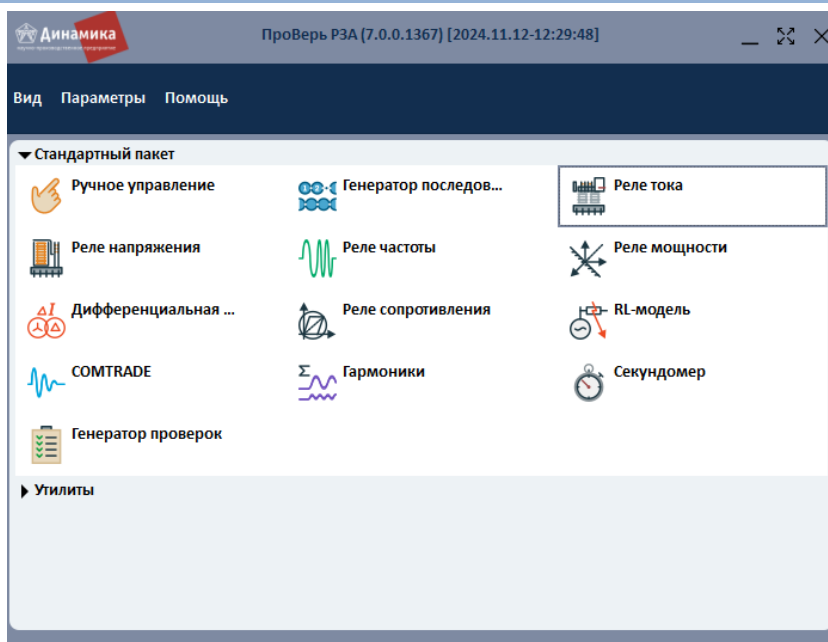 Динамика
ПроВерь РЗА (7.0.0.1367) [2024.11.12-12:29:48]
Вид Параметры Помощь
Стандартный пакет
Ручное управление
Генератор последов...
Реле тока
Реле напряжения
Реле частоты
Реле мощности
ΔI
Дифференциальная ...
Реле сопротивления
RL-модель
COMTRADE
Σ
Гармоники
Секундомер
Генератор проверок
Утилиты